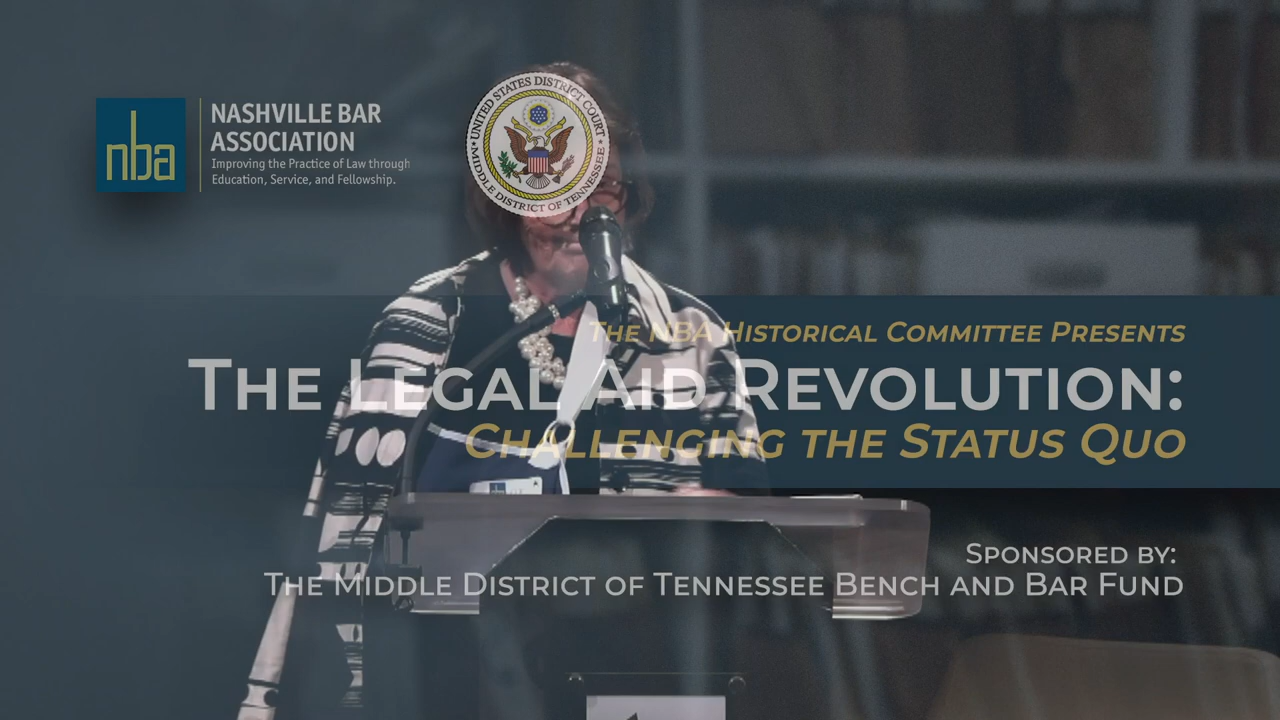 nba
NASHVILLE BAR
ASSOCIATION
Improving the Practice of Law through
Education, Service, and Fellowship.
UNITED STATES DISTRICT COURT
MIDDLE DISTRICT OF TENNESSEE
THE NBA HISTORICAL COMMITTEE PRESENTS
THE LEGAL AID REVOLUTION:
CHALLENGING THE STATUS QUO
SPONSORED BY:
THE MIDDLE DISTRICT OF TENNESSEE BENCH AND BAR FUND